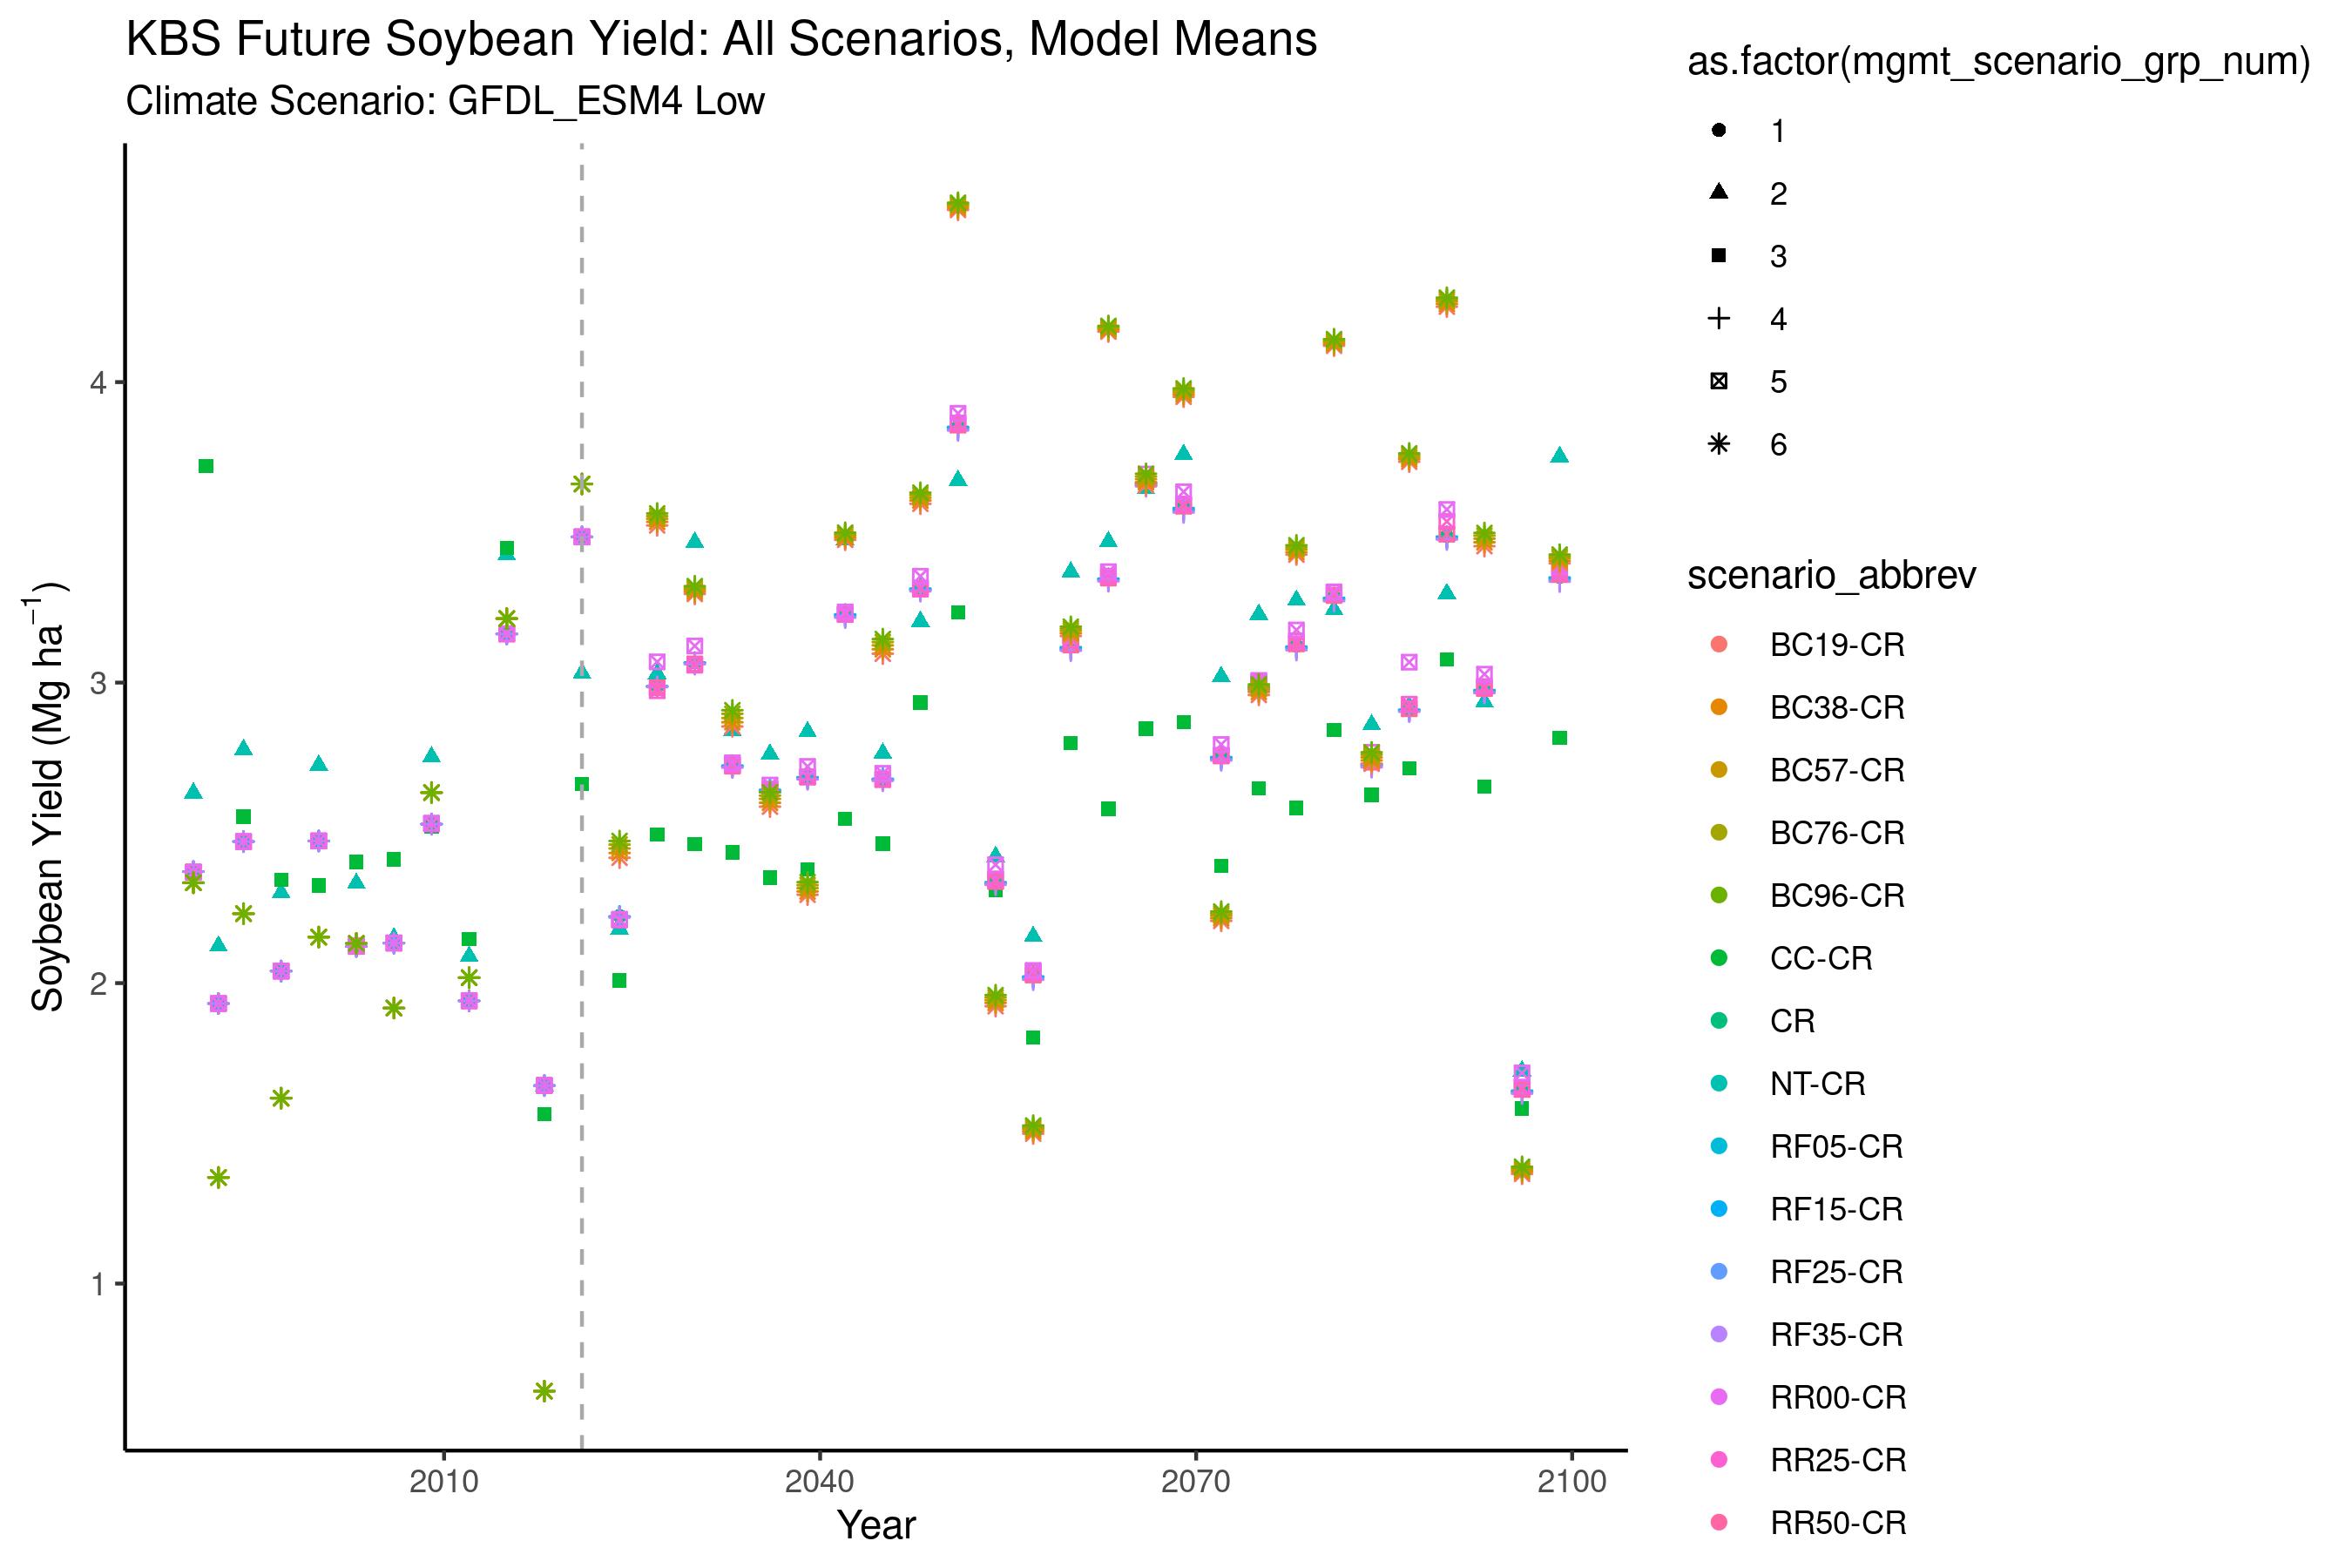 KBS Future Soybean Yield: All Scenarios, Model Means
Climate Scenario: GFDL_ESM4 Low
Soybean Yield (Mg ha⁻¹)
4
3
2
1
2010
2040
2070
2100
Year
as.factor(mgmt_scenario_grp_num)
1
2
3
4
5
6
scenario_abbrev
BC19-CR
BC38-CR
BC57-CR
BC76-CR
BC96-CR
CC-CR
CR
NT-CR
RF05-CR
RF15-CR
RF25-CR
RF35-CR
RR00-CR
RR25-CR
RR50-CR